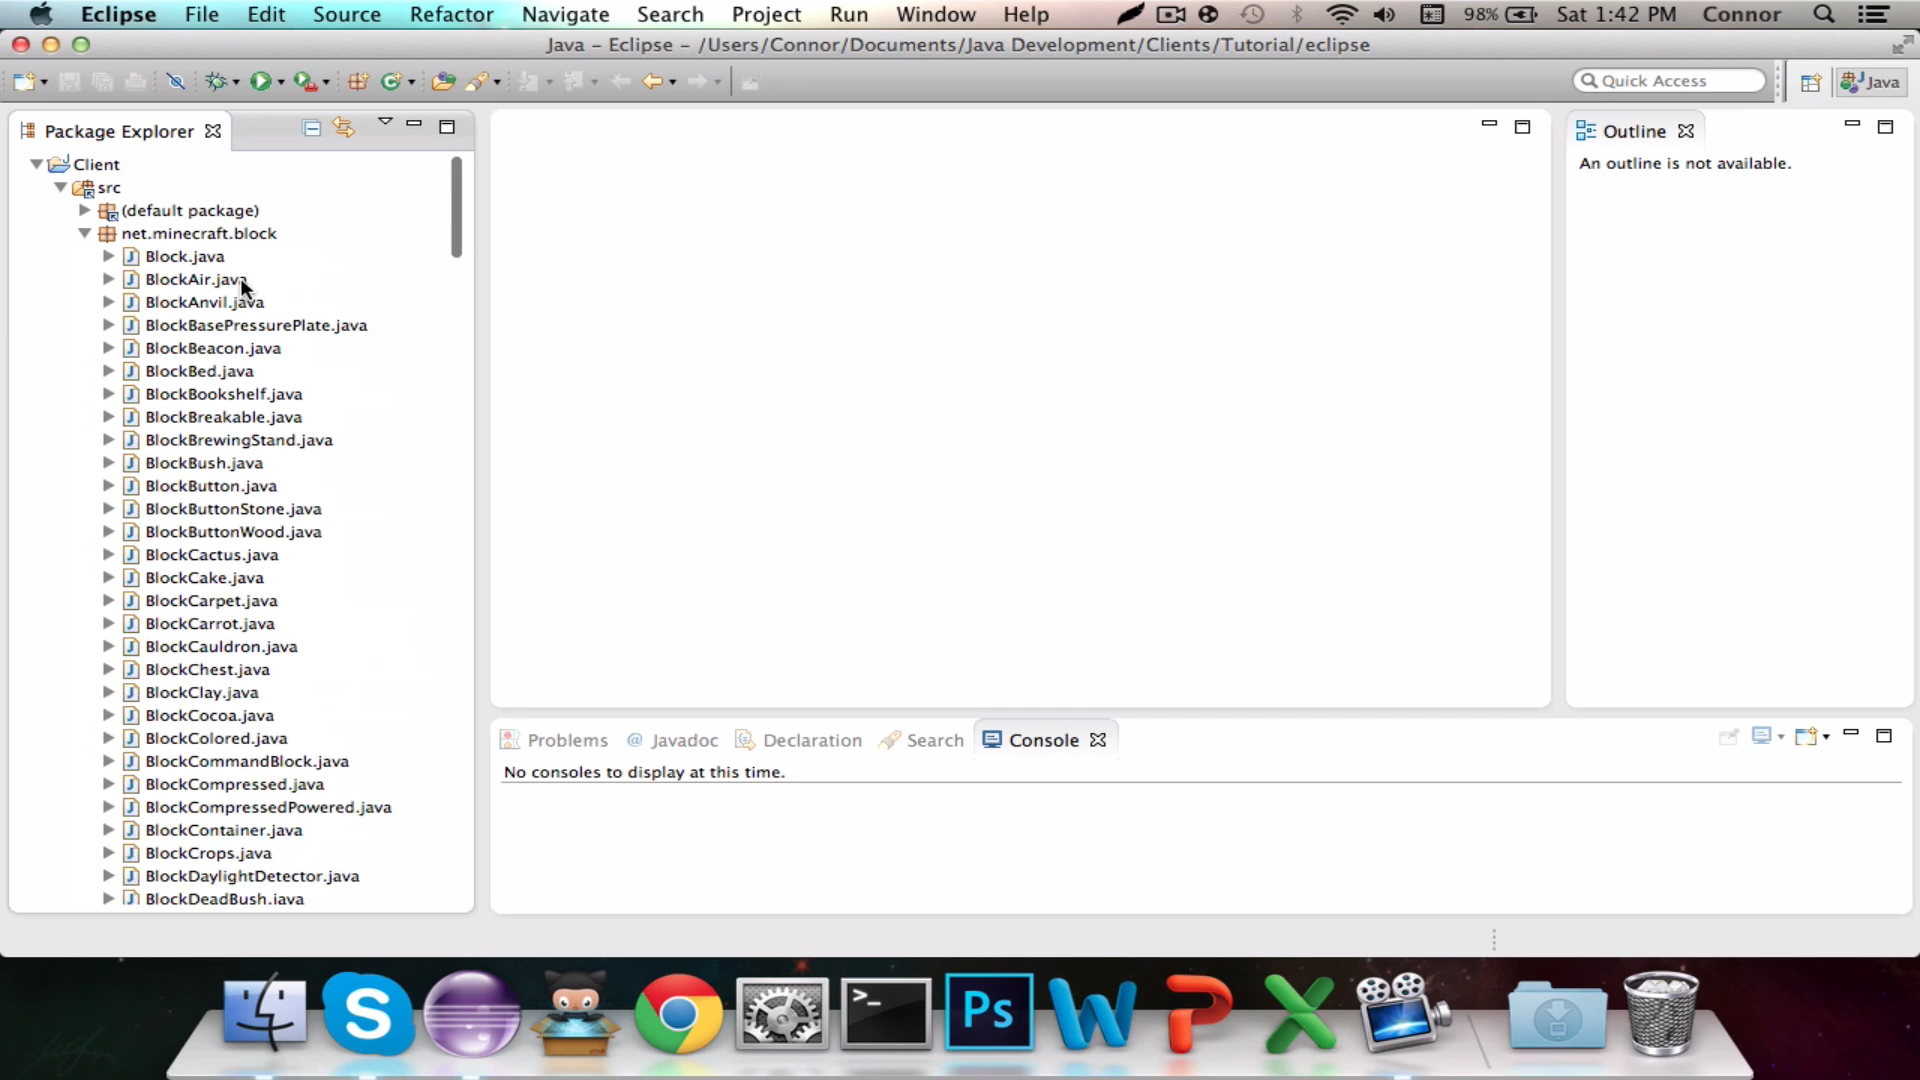 Eclipse File Edit Source Refactor Navigate Search Project Run Window Help 98% Sat 1:42 PM Connor
Java – Eclipse – /Users/Connor/Documents/Java Development/Clients/Tutorial/eclipse
Quick Access
Java
Package Explorer
Client
src
(default package)
net.minecraft.block
Block.java
BlockAir.java
BlockAnvil.java
BlockBasePressurePlate.java
BlockBeacon.java
BlockBed.java
BlockBookshelf.java
BlockBreakable.java
BlockBrewingStand.java
BlockBush.java
BlockButton.java
BlockButtonStone.java
BlockButtonWood.java
BlockCactus.java
BlockCake.java
BlockCarpet.java
BlockCarrot.java
BlockCauldron.java
BlockChest.java
BlockClay.java
BlockCocoa.java
BlockColored.java
BlockCommandBlock.java
BlockCompressed.java
BlockCompressedPowered.java
BlockContainer.java
BlockCrops.java
BlockDaylightDetector.java
BlockDeadBush.java
Outline
An outline is not available.
Problems @ Javadoc Declaration Search Console
No consoles to display at this time.
S >_ Ps W P X